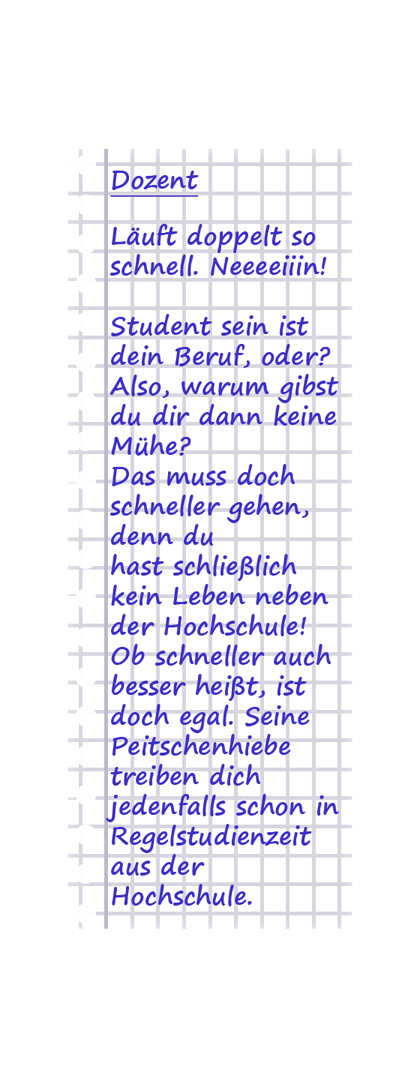 Dozent
Läuft doppelt so
schnell. Neeeeiiin!
Student sein ist
dein Beruf, oder?
Also, warum gibst
du dir dann keine
Mühe?
Das muss doch
schneller gehen,
denn du
hast schließlich
kein Leben neben
der Hochschule!
Ob schneller auch
besser heißt, ist
doch egal. Seine
Peitschenhiebe
treiben dich
jedenfalls schon in
Regelstudienzeit
aus der
Hochschule.